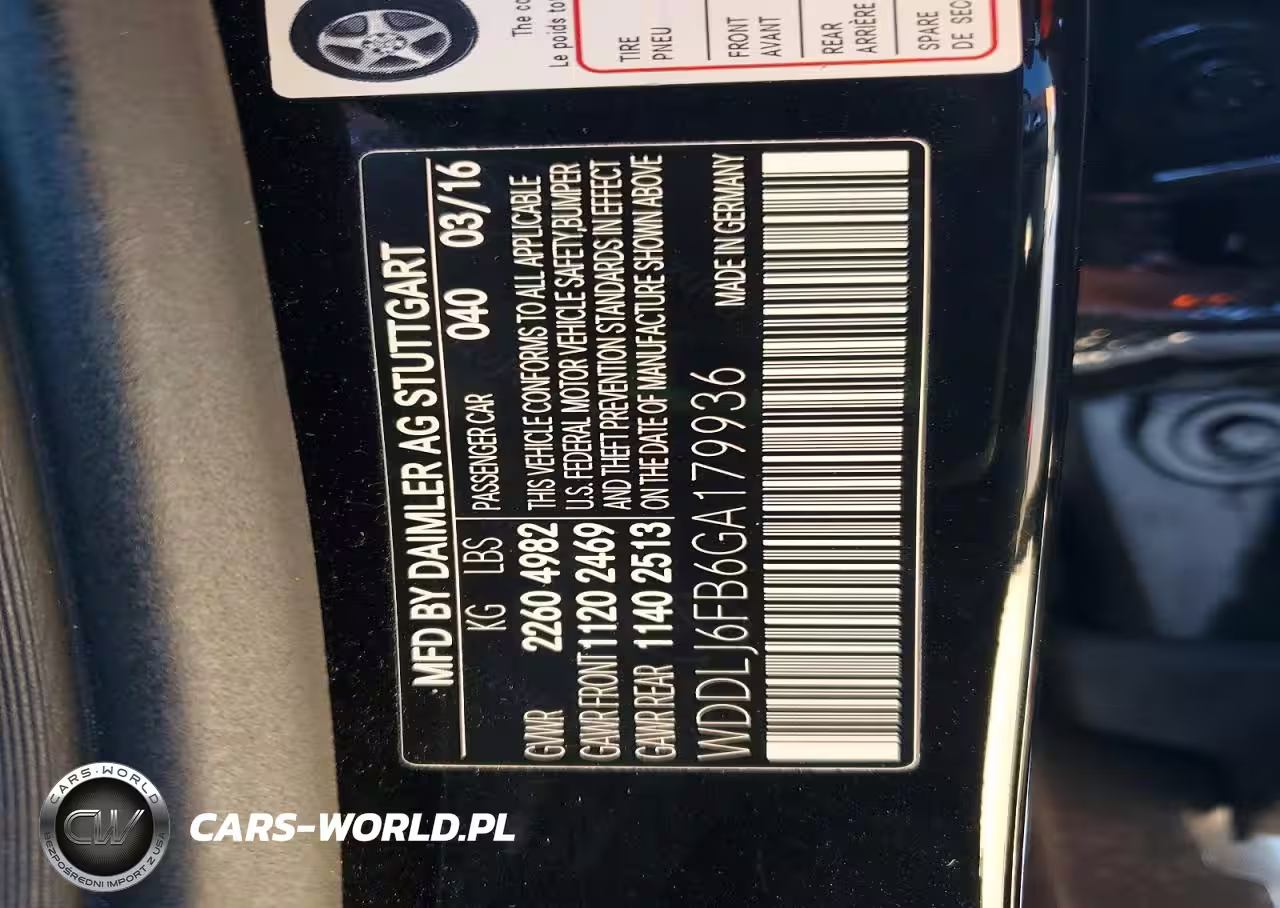 The co
Le poids to
TIRE
PNEU
FRONT
AVANT
REAR
ARRIÈRE
SPARE
DE SEC
MFD BY DAIMLER AG STUTTGART
KG LBS PASSENGER CAR 040 03/16
GVWR 2260 4982
GAWR FRONT 1120 2469
GAWR REAR 1140 2513
THIS VEHICLE CONFORMS TO ALL APPLICABLE
U.S. FEDERAL MOTOR VEHICLE SAFETY,BUMPER
AND THEFT PREVENTION STANDARDS IN EFFECT
ON THE DATE OF MANUFACTURE SHOWN ABOVE
WDDLJ6FB6GA179936 MADE IN GERMANY
CARS-WORLD
CW
BEZPOŚREDNI IMPORT Z USA
CARS-WORLD.PL